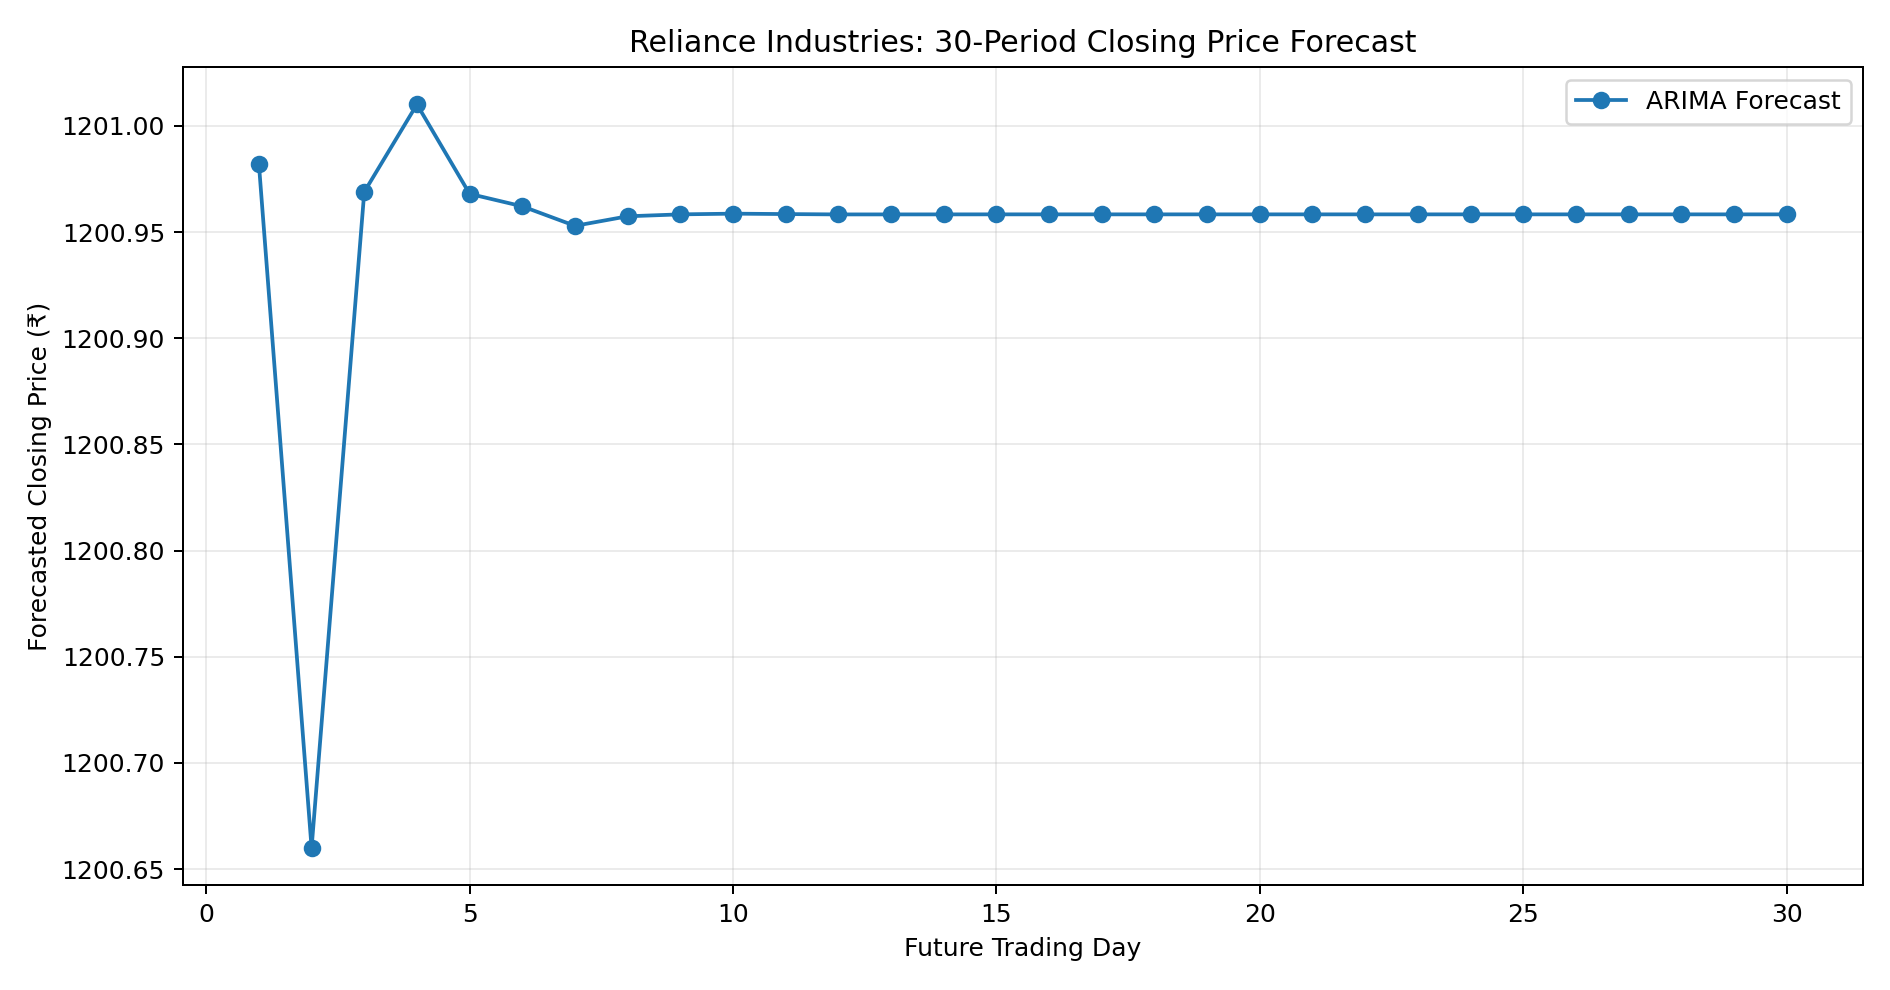 Reliance Industries: 30-Period Closing Price Forecast
ARIMA Forecast
Forecasted Closing Price (₹)
1201.00
1200.95
1200.90
1200.85
1200.80
1200.75
1200.70
1200.65
0 5 10 15 20 25 30
Future Trading Day